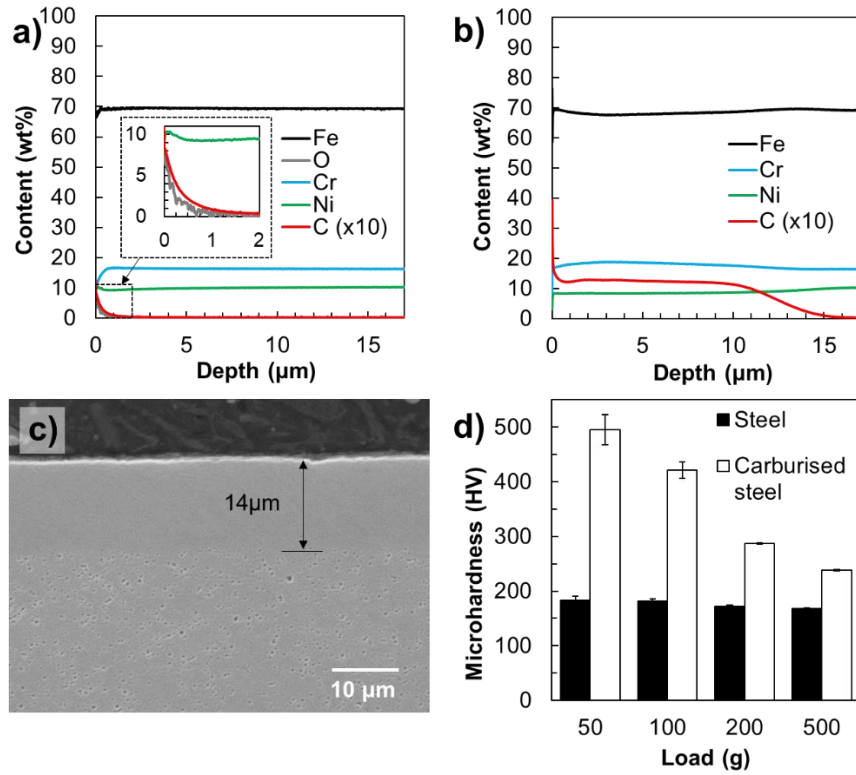 a)
100
90
80
70
60
50
40
30
20
10
0
Content (wt%)
10
5
0
0 1 2
Fe
O
Cr
Ni
C (x10)
0 5 10 15
Depth (µm)
b)
100
90
80
70
60
50
40
30
20
10
0
Content (wt%)
Fe
Cr
Ni
C (x10)
0 5 10 15
Depth (µm)
c)
14µm
10 µm
d)
500
400
300
200
100
0
Microhardness (HV)
Steel
Carburised
steel
50 100 200 500
Load (g)